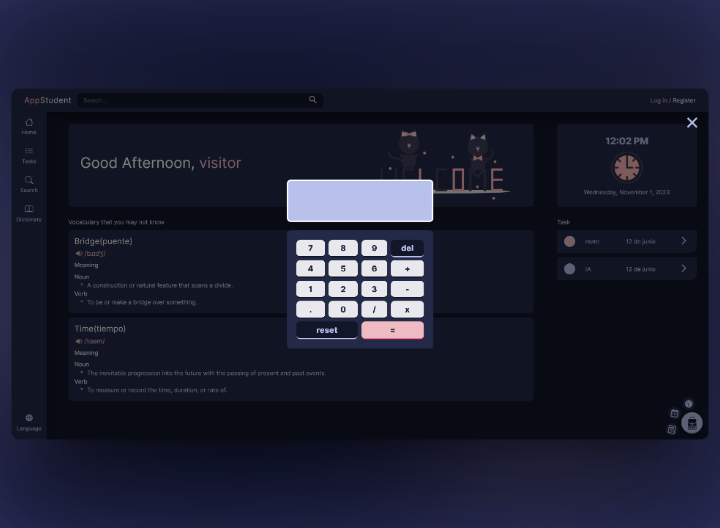 AppStudent
Search...
Log in / Register
Home
Tasks
Search
Dictionary
Language
Good Afternoon, visitor
WELCOME
12:02 PM
Wednesday, November 1, 2023
Vocabulary that you may not know
Bridge(puente)
/bɹɪdʒ/
Meaning
Noun
A construction or natural feature that spans a divide.
Verb
To be or make a bridge over something.
Time(tiempo)
/taɪm/
Meaning
Noun
The inevitable progression into the future with the passing of present and past events.
Verb
To measure or record the time, duration, or rate of.
Task
12 de junio
IA 12 de junio
7 8 9 del
4 5 6 +
1 2 3 -
. 0 / x
reset =